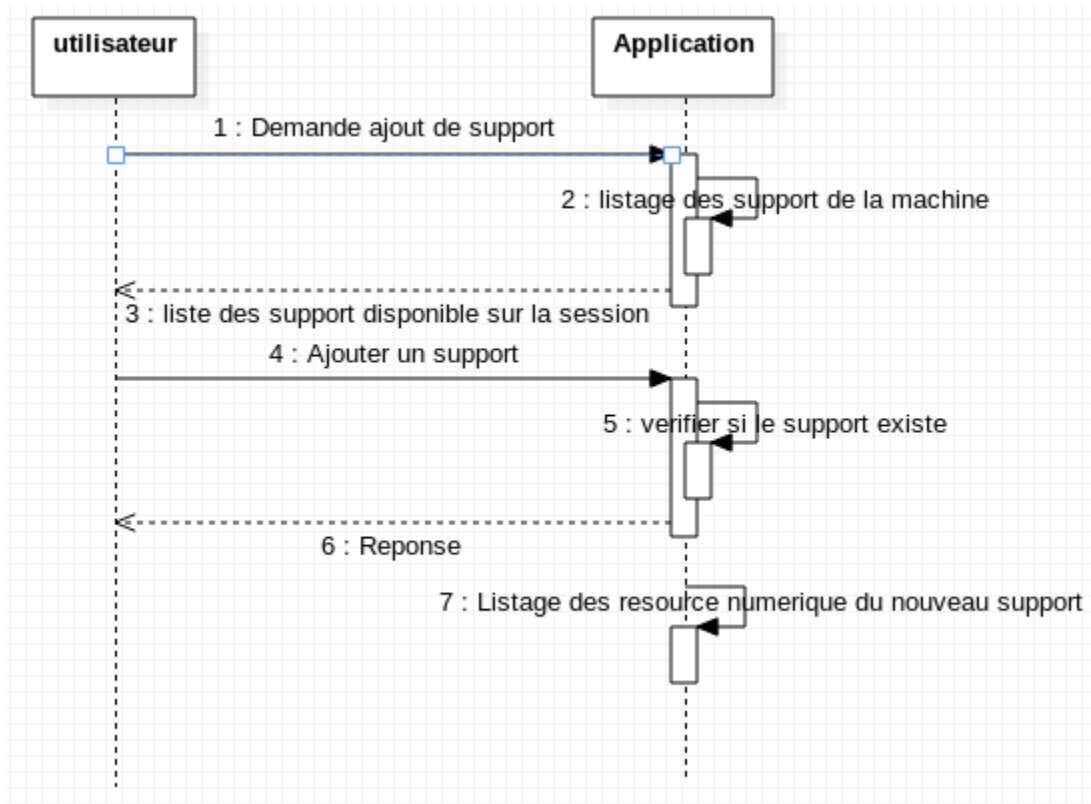 utilisateur
Application
1 : Demande ajout de support
2 : listage des support de la machine
3 : liste des support disponible sur la session
4 : Ajouter un support
5 : verifier si le support existe
6 : Reponse
7 : Listage des resource numerique du nouveau support